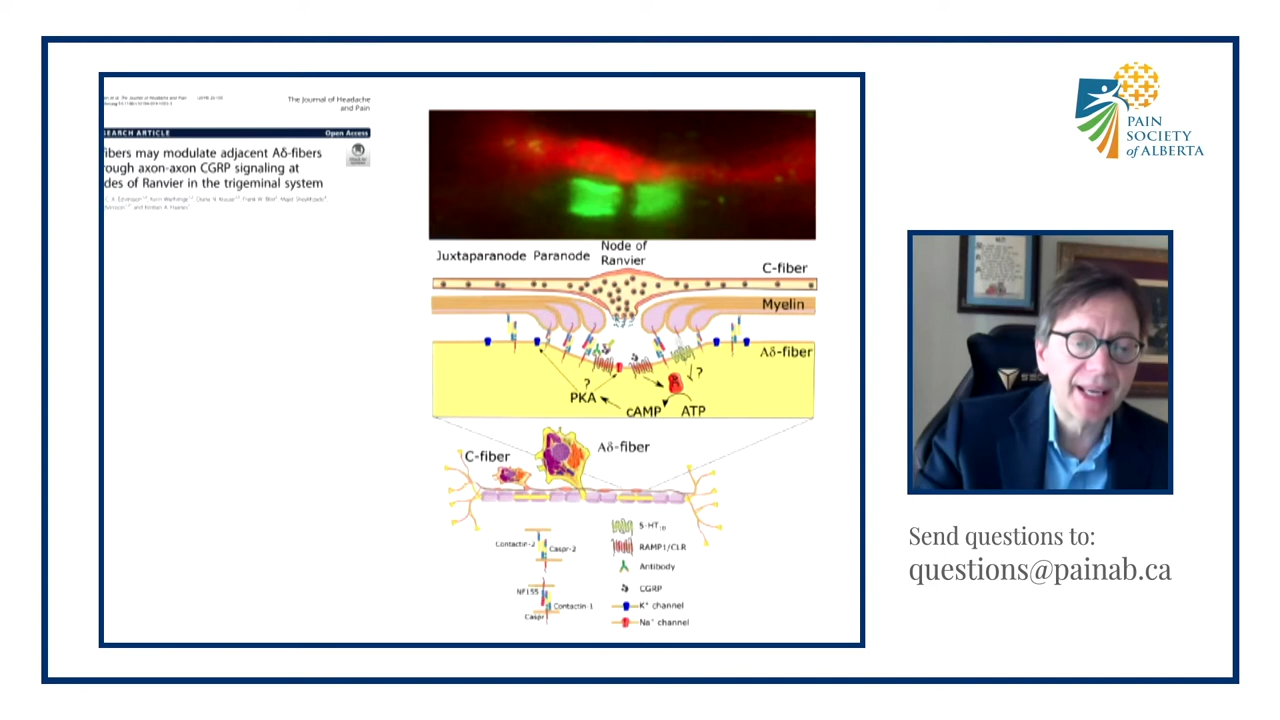 The Journal of Headache
and Pain
SEARCH ARTICLE
Open Access
fibers may modulate adjacent Aδ-fibers
rough axon-axon CGRP signaling at
des of Ranvier in the trigeminal system
Juxtaparanode
Paranode
Node of
Ranvier
C-fiber
Myelin
Aδ-fiber
?
?
PKA
cAMP
ATP
C-fiber
Aδ-fiber
Contactin-2
Caspr-2
NF155
Contactin 1
Caspr
5-HT1B
RAMP1/CLR
Antibody
CGRP
K+ channel
Na+ channel
PAIN
SOCIETY
of ALBERTA
Send questions to:
questions@painab.ca